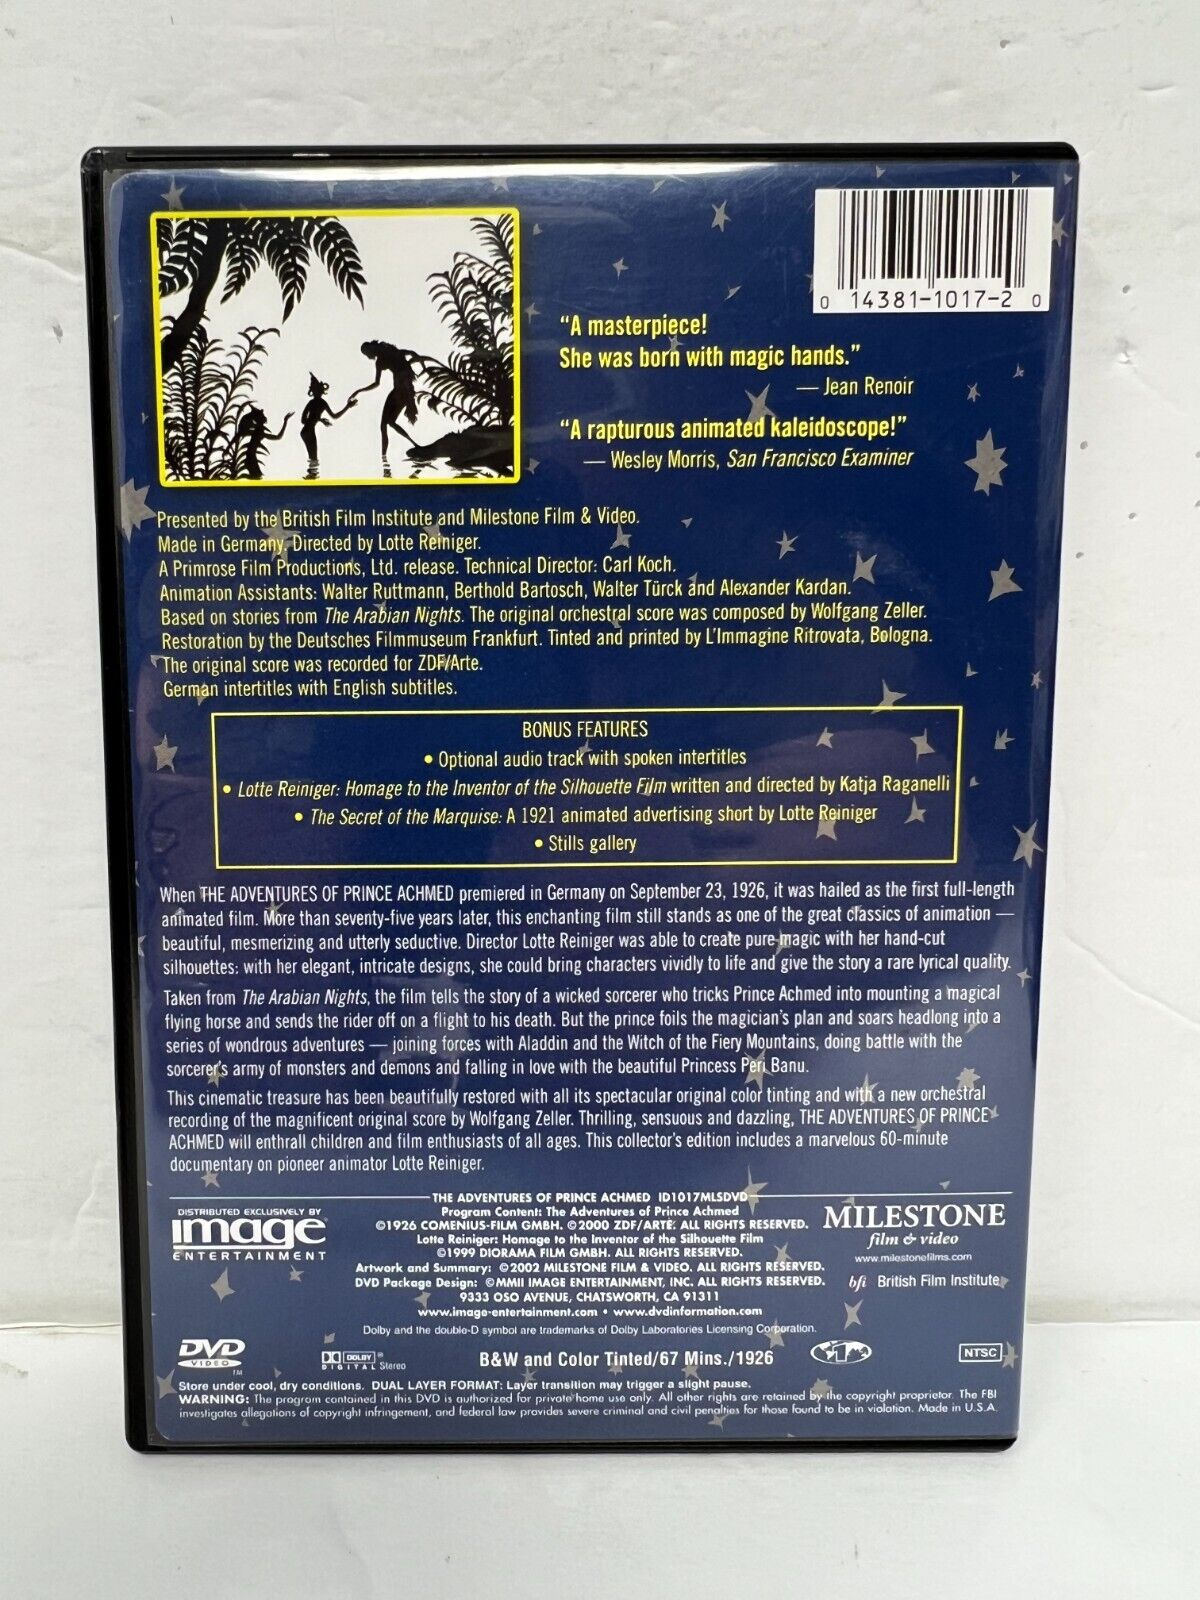 0 14381-1017-2 0
“A masterpiece!
She was born with magic hands.”
— Jean Renoir
“A rapturous animated kaleidoscope!”
— Wesley Morris, San Francisco Examiner
Presented by the British Film Institute and Milestone Film & Video.
Made in Germany. Directed by Lotte Reiniger.
A Primrose Film Productions, Ltd. release. Technical Director: Carl Koch.
Animation Assistants: Walter Ruttmann, Berthold Bartosch, Walter Türck and Alexander Kardan.
Based on stories from The Arabian Nights. The original orchestral score was composed by Wolfgang Zeller.
Restoration by the Deutsches Filmmuseum Frankfurt. Tinted and printed by L’Immagine Ritrovata, Bologna.
The original score was recorded for ZDF/Arte.
German intertitles with English subtitles.
BONUS FEATURES
• Optional audio track with spoken intertitles
• Lotte Reiniger: Homage to the Inventor of the Silhouette Film written and directed by Katja Raganelli
• The Secret of the Marquise: A 1921 animated advertising short by Lotte Reiniger
• Stills gallery
When THE ADVENTURES OF PRINCE ACHMED premiered in Germany on September 23, 1926, it was hailed as the first full-length
animated film. More than seventy-five years later, this enchanting film still stands as one of the great classics of animation —
beautiful, mesmerizing and utterly seductive. Director Lotte Reiniger was able to create pure magic with her hand-cut
silhouettes: with her elegant, intricate designs, she could bring characters vividly to life and give the story a rare lyrical quality.
Taken from The Arabian Nights, the film tells the story of a wicked sorcerer who tricks Prince Achmed into mounting a magical
flying horse and sends the rider off on a flight to his death. But the prince foils the magician’s plan and soars headlong into a
series of wondrous adventures — joining forces with Aladdin and the Witch of the Fiery Mountains, doing battle with the
sorcerer’s army of monsters and demons and falling in love with the beautiful Princess Peri Banu.
This cinematic treasure has been beautifully restored with all its spectacular original color tinting and with a new orchestral
recording of the magnificent original score by Wolfgang Zeller. Thrilling, sensuous and dazzling, THE ADVENTURES OF PRINCE
ACHMED will enthrall children and film enthusiasts of all ages. This collector’s edition includes a marvelous 60-minute
documentary on pioneer animator Lotte Reiniger.
DISTRIBUTED EXCLUSIVELY BY
image
ENTERTAINMENT
THE ADVENTURES OF PRINCE ACHMED ID1017MLSDVD
Program Content: The Adventures of Prince Achmed
©1926 COMENIUS-FILM GMBH. ©2000 ZDF/ARTE. ALL RIGHTS RESERVED.
Lotte Reiniger: Homage to the Inventor of the Silhouette Film
©1999 DIORAMA FILM GMBH. ALL RIGHTS RESERVED.
Artwork and Summary: ©2002 MILESTONE FILM & VIDEO. ALL RIGHTS RESERVED.
DVD Package Design: ©MMII IMAGE ENTERTAINMENT, INC. ALL RIGHTS RESERVED.
9333 OSO AVENUE, CHATSWORTH, CA 91311
www.image-entertainment.com • www.dvdinformation.com
MILESTONE
film & video
www.milestonefilms.com
bfi British Film Institute
Dolby and the double-D symbol are trademarks of Dolby Laboratories Licensing Corporation.
DVD
VIDEO
TM
DOLBY ®
DIGITAL Stereo
B&W and Color Tinted/67 Mins./1926
1
NTSC
Store under cool, dry conditions. DUAL LAYER FORMAT: Layer transition may trigger a slight pause.
WARNING: The program contained in this DVD is authorized for private home use only. All other rights are retained by the copyright proprietor. The FBI
investigates allegations of copyright infringement, and federal law provides severe criminal and civil penalties for those found to be in violation. Made in U.S.A.